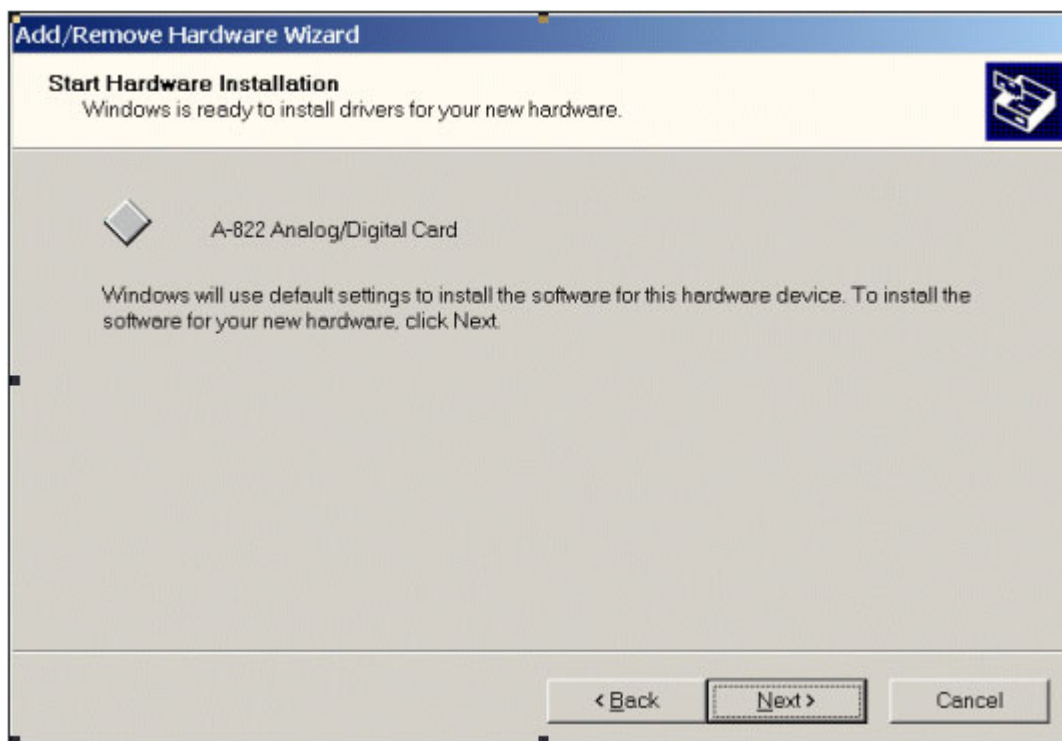 Add/Remove Hardware Wizard
Start Hardware Installation
Windows is ready to install drivers for your new hardware.
A-822 Analog/Digital Card
Windows will use default settings to install the software for this hardware device. To install the
software for your new hardware, click Next.
< Back
Next >
Cancel